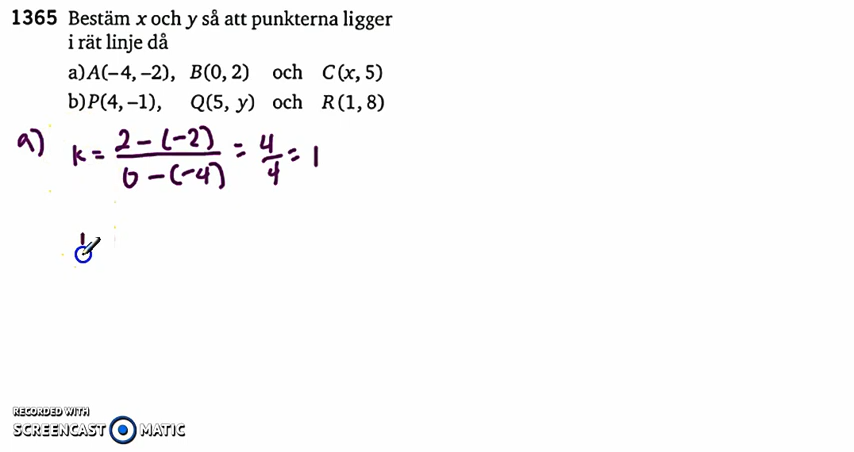 1365 Bestäm x och y så att punkterna ligger
i rät linje då
a) A(−4, −2), B(0, 2) och C(x, 5)
b) P(4, −1), Q(5, y) och R(1, 8)
a) k = 2 − (−2) / 0 − (−4) = 4/4 = 1
RECORDED WITH
SCREENCAST MATIC